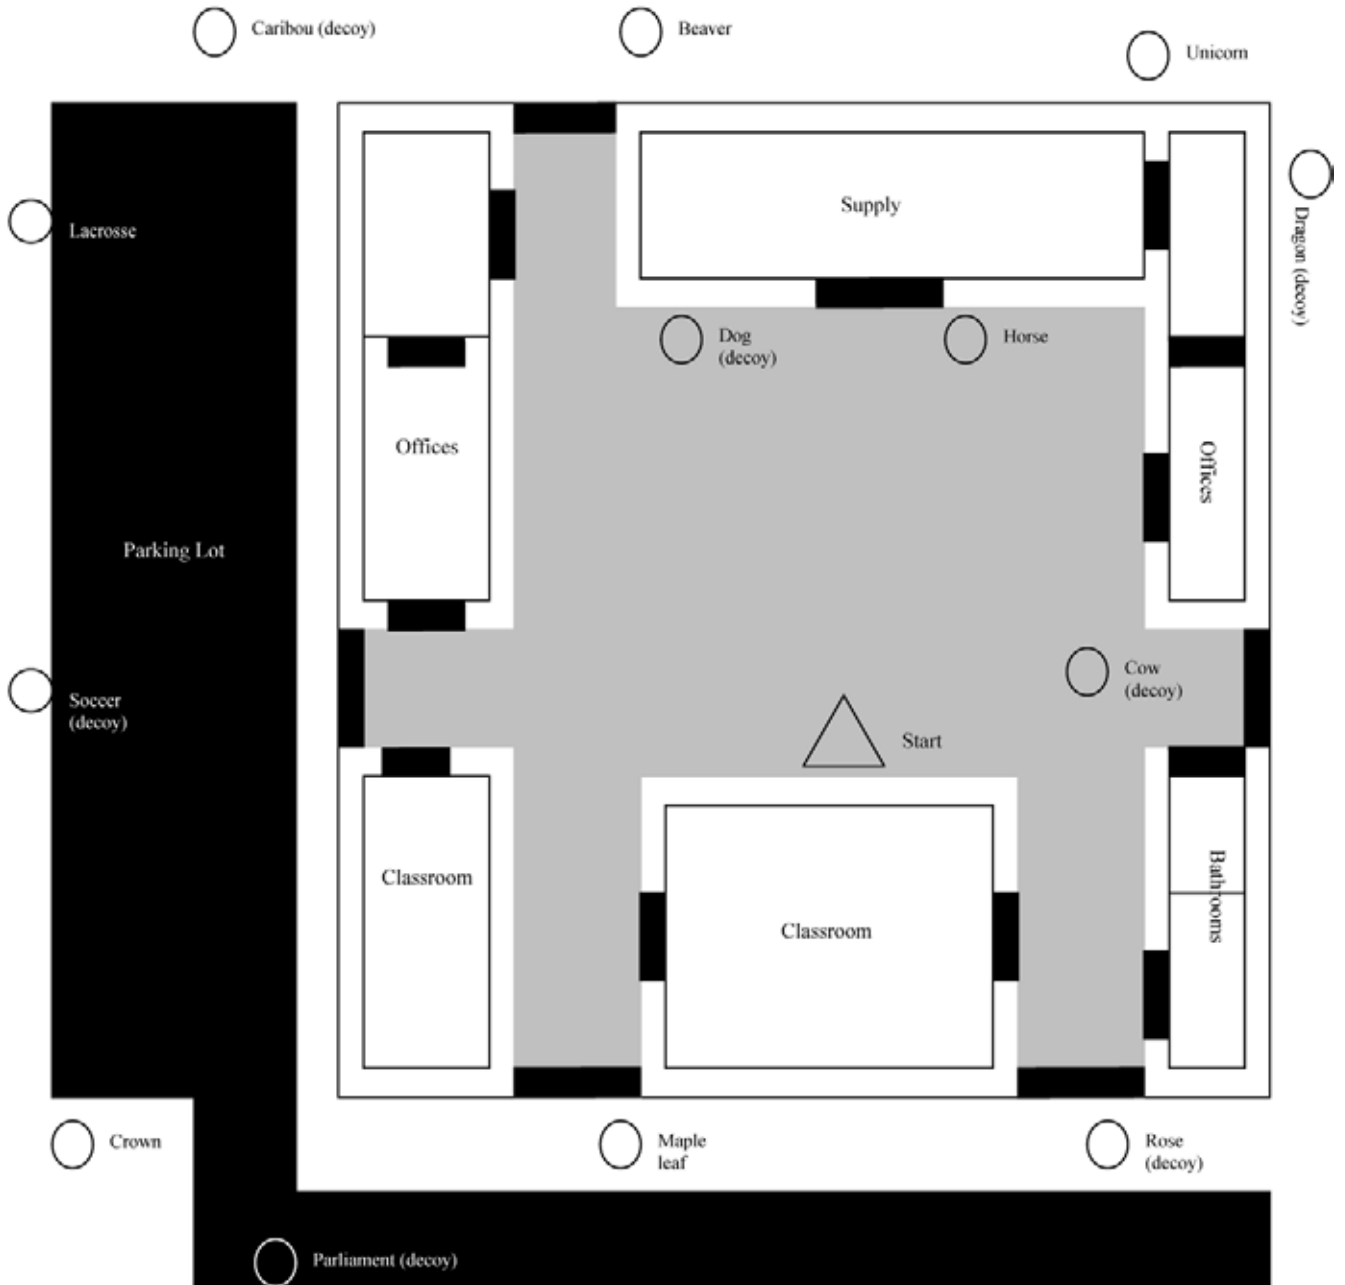 Caribou (decoy)
Beaver
Unicorn
Lacrosse
Supply
Dragon (decoy)
Dog
(decoy)
Horse
Offices
Offices
Parking Lot
Soccer
(decoy)
Cow
(decoy)
Start
Classroom
Classroom
Bathrooms
Crown
Maple
leaf
Rose
(decoy)
Parliament (decoy)